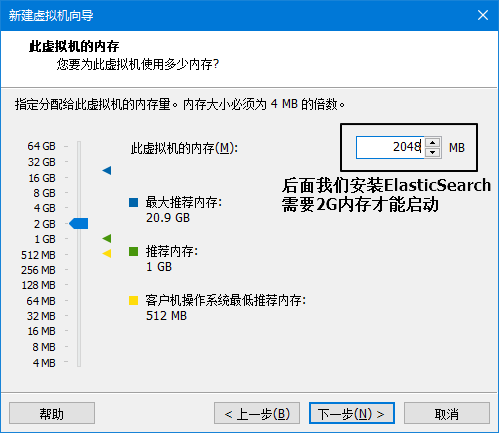 新建虚拟机向导
此虚拟机的内存
您要为此虚拟机使用多少内存?
指定分配给此虚拟机的内存量。内存大小必须为 4 MB 的倍数。
64 GB
32 GB
16 GB
8 GB
4 GB
2 GB
1 GB
512 MB
256 MB
128 MB
64 MB
32 MB
16 MB
8 MB
4 MB
此虚拟机的内存(M):
2048 MB
后面我们安装ElasticSearch
需要2G内存才能启动
最大推荐内存:
20.9 GB
推荐内存:
1 GB
客户机操作系统最低推荐内存:
512 MB
帮助
< 上一步(B)
下一步(N) >
取消